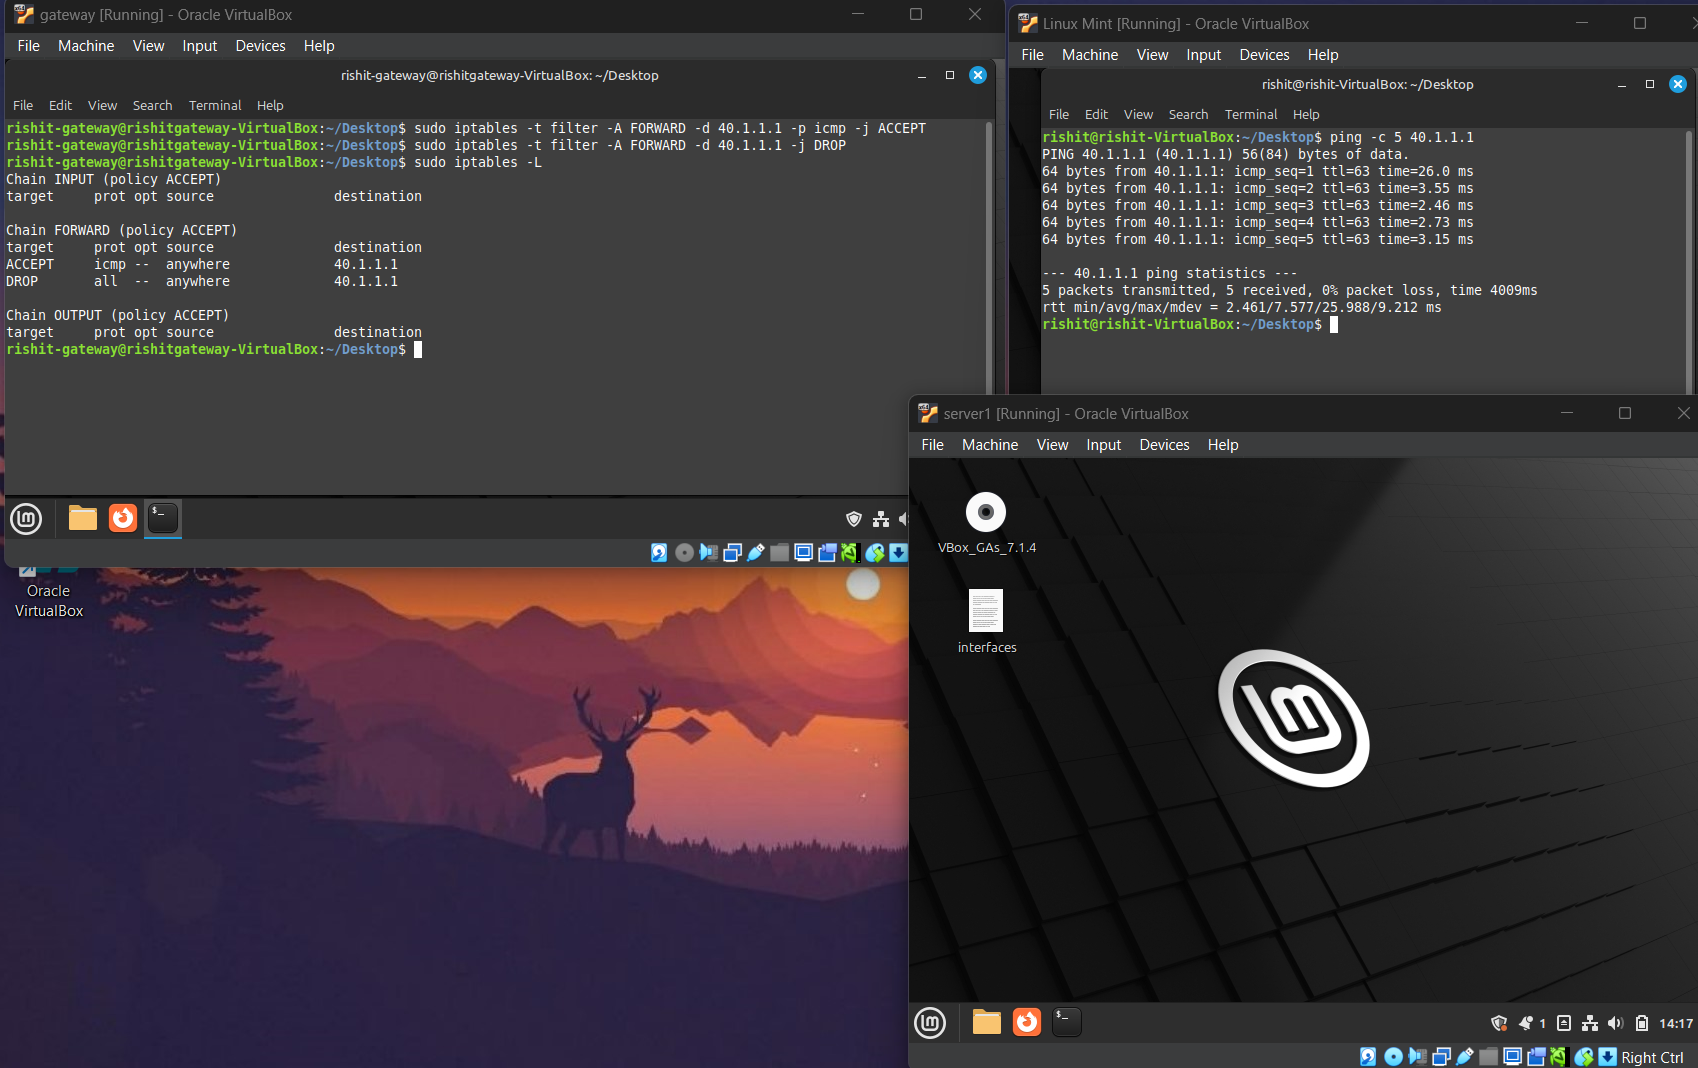 gateway [Running] - Oracle VirtualBox
File Machine View Input Devices Help
rishit-gateway@rishitgateway-VirtualBox: ~/Desktop
File Edit View Search Terminal Help
rishit-gateway@rishitgateway-VirtualBox:~/Desktop$ sudo iptables -t filter -A FORWARD -d 40.1.1.1 -p icmp -j ACCEPT
rishit-gateway@rishitgateway-VirtualBox:~/Desktop$ sudo iptables -t filter -A FORWARD -d 40.1.1.1 -j DROP
rishit-gateway@rishitgateway-VirtualBox:~/Desktop$ sudo iptables -L
Chain INPUT (policy ACCEPT)
target     prot opt source               destination
Chain FORWARD (policy ACCEPT)
target     prot opt source               destination
ACCEPT     icmp --  anywhere             40.1.1.1
DROP       all  --  anywhere             40.1.1.1
Chain OUTPUT (policy ACCEPT)
target     prot opt source               destination
rishit-gateway@rishitgateway-VirtualBox:~/Desktop$
Oracle
VirtualBox
Linux Mint [Running] - Oracle VirtualBox
File Machine View Input Devices Help
rishit@rishit-VirtualBox: ~/Desktop
File Edit View Search Terminal Help
rishit@rishit-VirtualBox:~/Desktop$ ping -c 5 40.1.1.1
PING 40.1.1.1 (40.1.1.1) 56(84) bytes of data.
64 bytes from 40.1.1.1: icmp_seq=1 ttl=63 time=26.0 ms
64 bytes from 40.1.1.1: icmp_seq=2 ttl=63 time=3.55 ms
64 bytes from 40.1.1.1: icmp_seq=3 ttl=63 time=2.46 ms
64 bytes from 40.1.1.1: icmp_seq=4 ttl=63 time=2.73 ms
64 bytes from 40.1.1.1: icmp_seq=5 ttl=63 time=3.15 ms
--- 40.1.1.1 ping statistics ---
5 packets transmitted, 5 received, 0% packet loss, time 4009ms
rtt min/avg/max/mdev = 2.461/7.577/25.988/9.212 ms
rishit@rishit-VirtualBox:~/Desktop$
server1 [Running] - Oracle VirtualBox
File Machine View Input Devices Help
VBox_GAs_7.1.4
interfaces
1 14:17
Right Ctrl